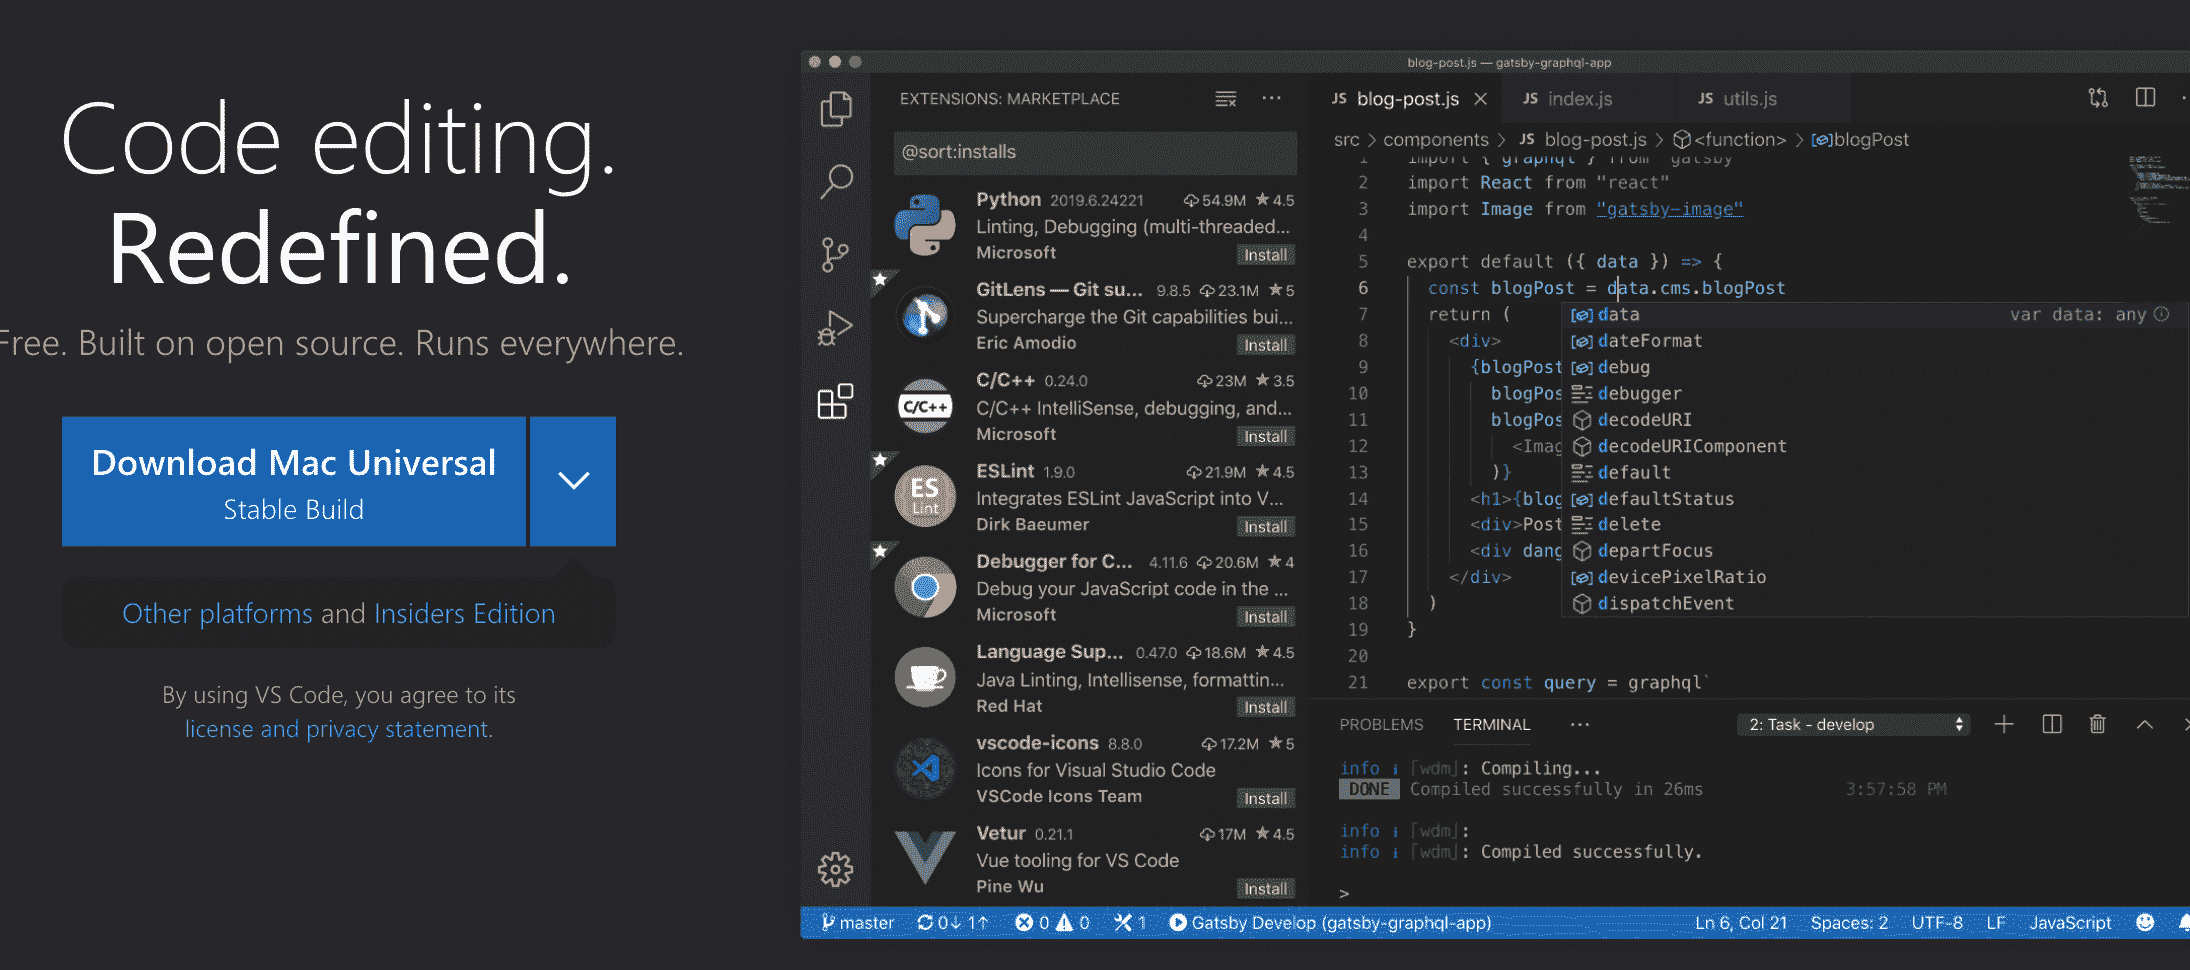 Code editing.
Redefined.
Free. Built on open source. Runs everywhere.
Download Mac Universal
Stable Build
Other platforms and Insiders Edition
By using VS Code, you agree to its
license and privacy statement.
blog-post.js — gatsby-graphql-app
EXTENSIONS: MARKETPLACE
@sort:installs
Python 2019.6.24221 54.9M ★ 4.5
Linting, Debugging (multi-threaded...
Microsoft Install
GitLens — Git su... 9.8.5 23.1M ★ 5
Supercharge the Git capabilities bui...
Eric Amodio Install
C/C++
C/C++ 0.24.0 23M ★ 3.5
C/C++ IntelliSense, debugging, and...
Microsoft Install
ES
Lint
ESLint 1.9.0 21.9M ★ 4.5
Integrates ESLint JavaScript into V...
Dirk Baeumer Install
Debugger for C... 4.11.6 20.6M ★ 4
Debug your JavaScript code in the ...
Microsoft Install
Language Sup... 0.47.0 18.6M ★ 4.5
Java Linting, Intellisense, formattin...
Red Hat Install
vscode-icons 8.8.0 17.2M ★ 5
Icons for Visual Studio Code
VSCode Icons Team Install
Vetur 0.21.1 17M ★ 4.5
Vue tooling for VS Code
Pine Wu Install
JS blog-post.js JS index.js JS utils.js
src > components > JS blog-post.js > <function> > blogPost
1 import { graphql } from "gatsby"
2 import React from "react"
3 import Image from "gatsby-image"
4
5 export default ({ data }) => {
6 const blogPost = data.cms.blogPost
7 return (
8 <div>
9 {blogPost
10 blogPos
11 blogPos
12 <Imag
13 )}
14 <h1>{blog
15 <div>Post
16 <div dang
17 </div>
18 )
19 }
20
21 export const query = graphql`
data var data: any
dateFormat
debug
debugger
decodeURI
decodeURIComponent
default
defaultStatus
delete
departFocus
devicePixelRatio
dispatchEvent
PROBLEMS TERMINAL ... 2: Task - develop
info i ｢wdm｣: Compiling...
DONE Compiled successfully in 26ms 3:57:58 PM
info i ｢wdm｣:
info i ｢wdm｣: Compiled successfully.
>
master 0↓ 1↑ 0 0 1 Gatsby Develop (gatsby-graphql-app) Ln 6, Col 21 Spaces: 2 UTF-8 LF JavaScript